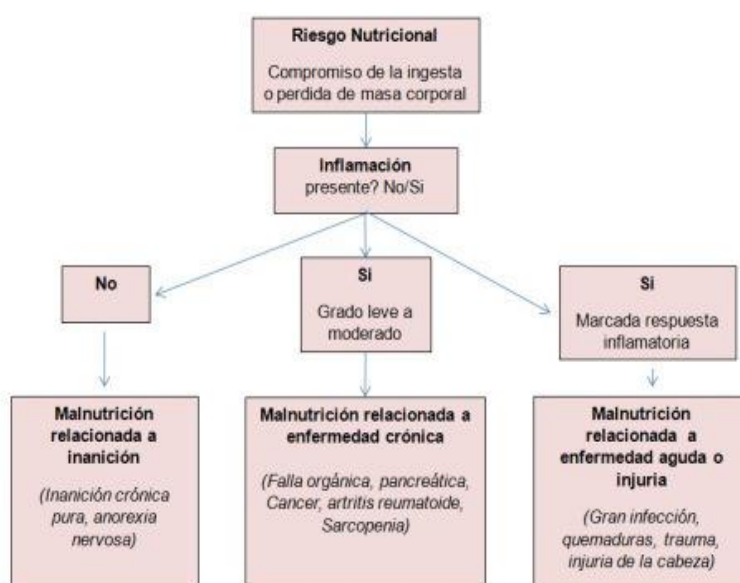 Riesgo Nutricional
Compromiso de la ingesta
o perdida de masa corporal
Inflamación
presente? No/Si
No
Si
Grado leve a
moderado
Si
Marcada respuesta
inflamatoria
Malnutrición
relacionada a
inanición
(Inanición crónica
pura, anorexia
nervosa)
Malnutrición relacionada a
enfermedad crónica
(Falla orgánica, pancreática,
Cancer, artritis reumatoide,
Sarcopenia)
Malnutrición
relacionada a
enfermedad aguda o
injuria
(Gran infección,
quemaduras, trauma,
injuria de la cabeza)